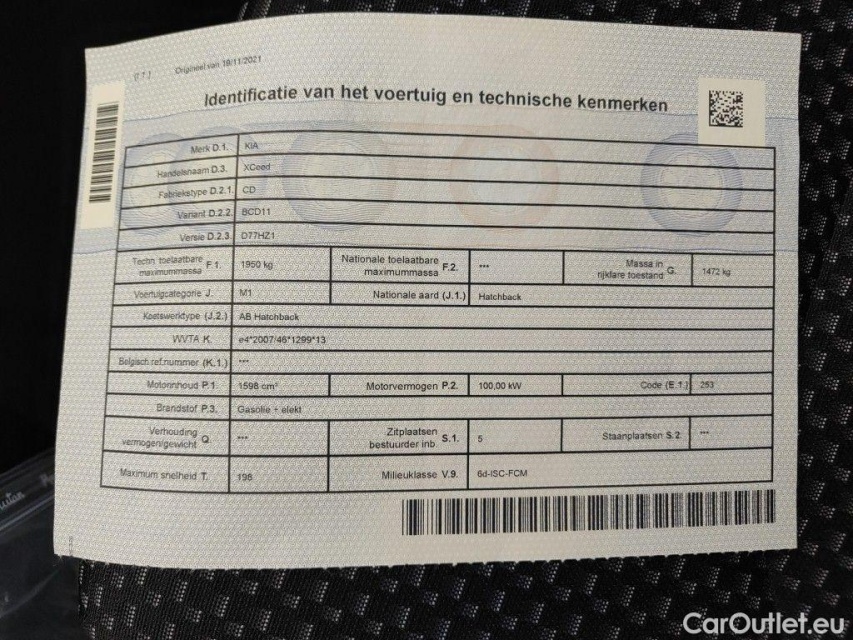 [I.1.] Origineel van 19/11/2021
Identificatie van het voertuig en technische kenmerken
Merk D.1. KIA
Handelsnaam D.3. XCeed
Fabriekstype D.2.1. CD
Variant D.2.2. BCD11
Versie D.2.3. D77HZ1
Techn. toelaatbare maximummassa F.1. 1950 kg Nationale toelaatbare maximummassa F.2. *** Massa in rijklare toestand G. 1472 kg
Voertuigcategorie J. M1 Nationale aard (J.1.) Hatchback
Koetswerktype (J.2.) AB Hatchback
WVTA K. e4*2007/46*1299*13
Belgisch ref.nummer (K.1.) ***
Motorinhoud P.1. 1598 cm³ Motorvermogen P.2. 100,00 kW Code (E.1.) 253
Brandstof P.3. Gasolie + elekt
Verhouding vermogen/gewicht Q. *** Zitplaatsen bestuurder inb. S.1. 5 Staanplaatsen S.2. ***
Maximum snelheid T. 198 Milieuklasse V.9. 6d-ISC-FCM
CarOutlet.eu